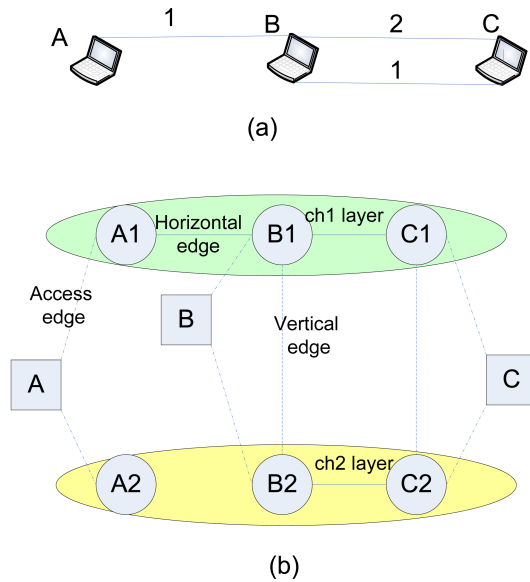 1
A B 2 C
1
(a)
A1 Horizontal edge B1 ch1 layer C1
Access edge
B
Vertical edge
A
C
A2 B2 ch2 layer C2
(b)